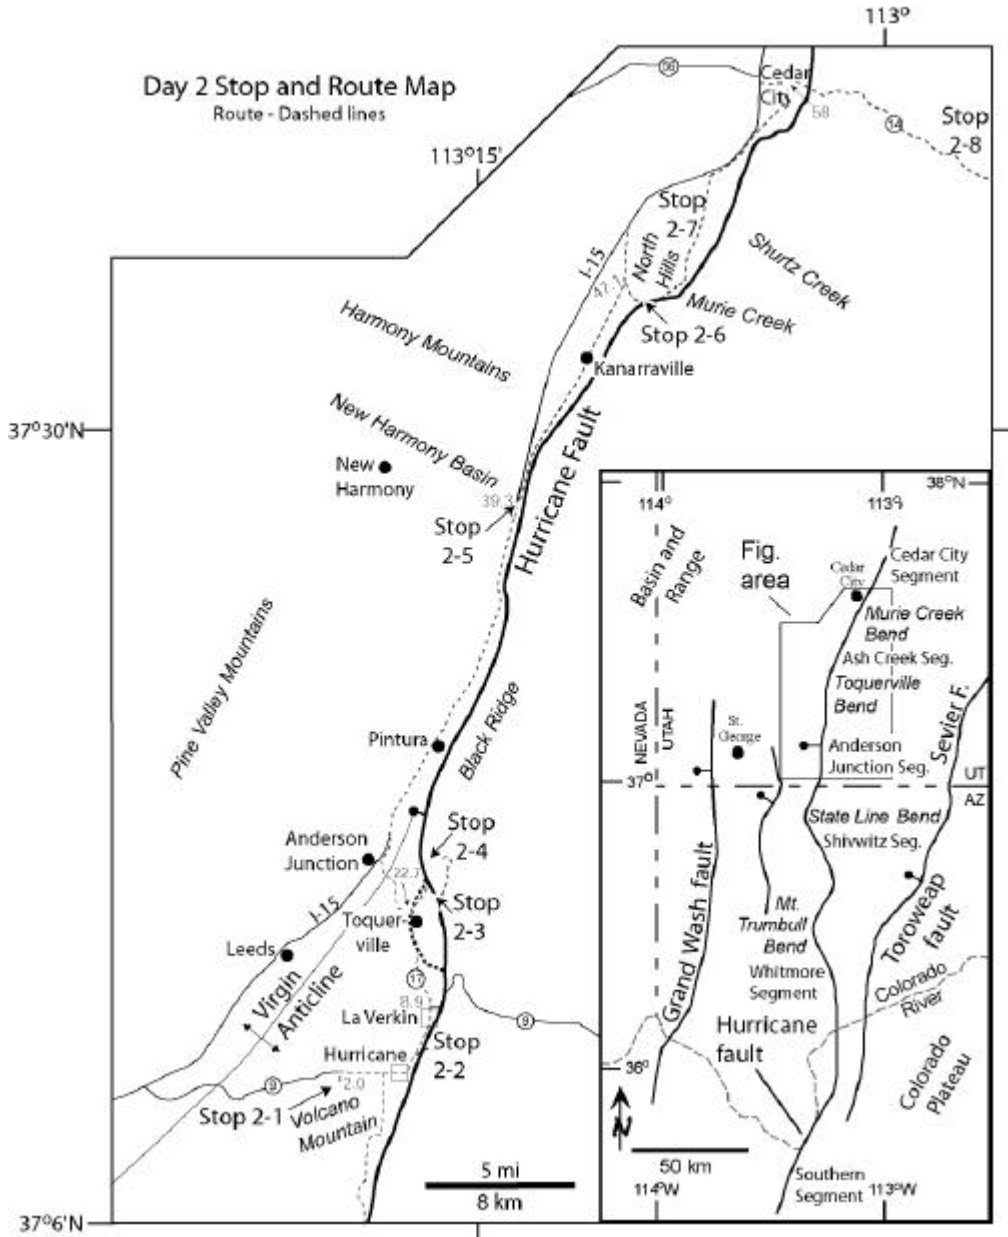 113°
Day 2 Stop and Route Map
Route - Dashed lines
56
Cedar
City
58
14
Stop
2-8
113°15'
Stop
2-7
I-15
North
Hills
42.1
Shurtz Creek
Murie Creek
Stop 2-6
Harmony Mountains
Kanarraville
37°30'N
New Harmony Basin
New
Harmony
39.3
Stop
2-5
Hurricane Fault
Pine Valley Mountains
Pintura
Black Ridge
Anderson
Junction
Stop
2-4
22.7
I-15
Toquer-
ville
Stop
2-3
Leeds
Virgin
Anticline
17
8.9
La Verkin
9
Hurricane
Stop
2-2
9
2.0
Stop 2-1
Volcano
Mountain
5 mi
8 km
37°6'N
114°
113°
38°N
Basin and
Range
Fig.
area
Cedar
City
Cedar City
Segment
Murie Creek
Bend
Ash Creek Seg.
Toquerville
Bend
NEVADA
UTAH
St.
George
Sevier F.
Anderson
Junction Seg.
37°
UT
AZ
State Line Bend
Shivwitz Seg.
Grand Wash fault
Mt.
Trumbull
Bend
Toroweap
fault
Whitmore
Segment
Colorado
River
Hurricane
fault
36°
Colorado
Plateau
N
50 km
Southern
Segment
114°W
113°W